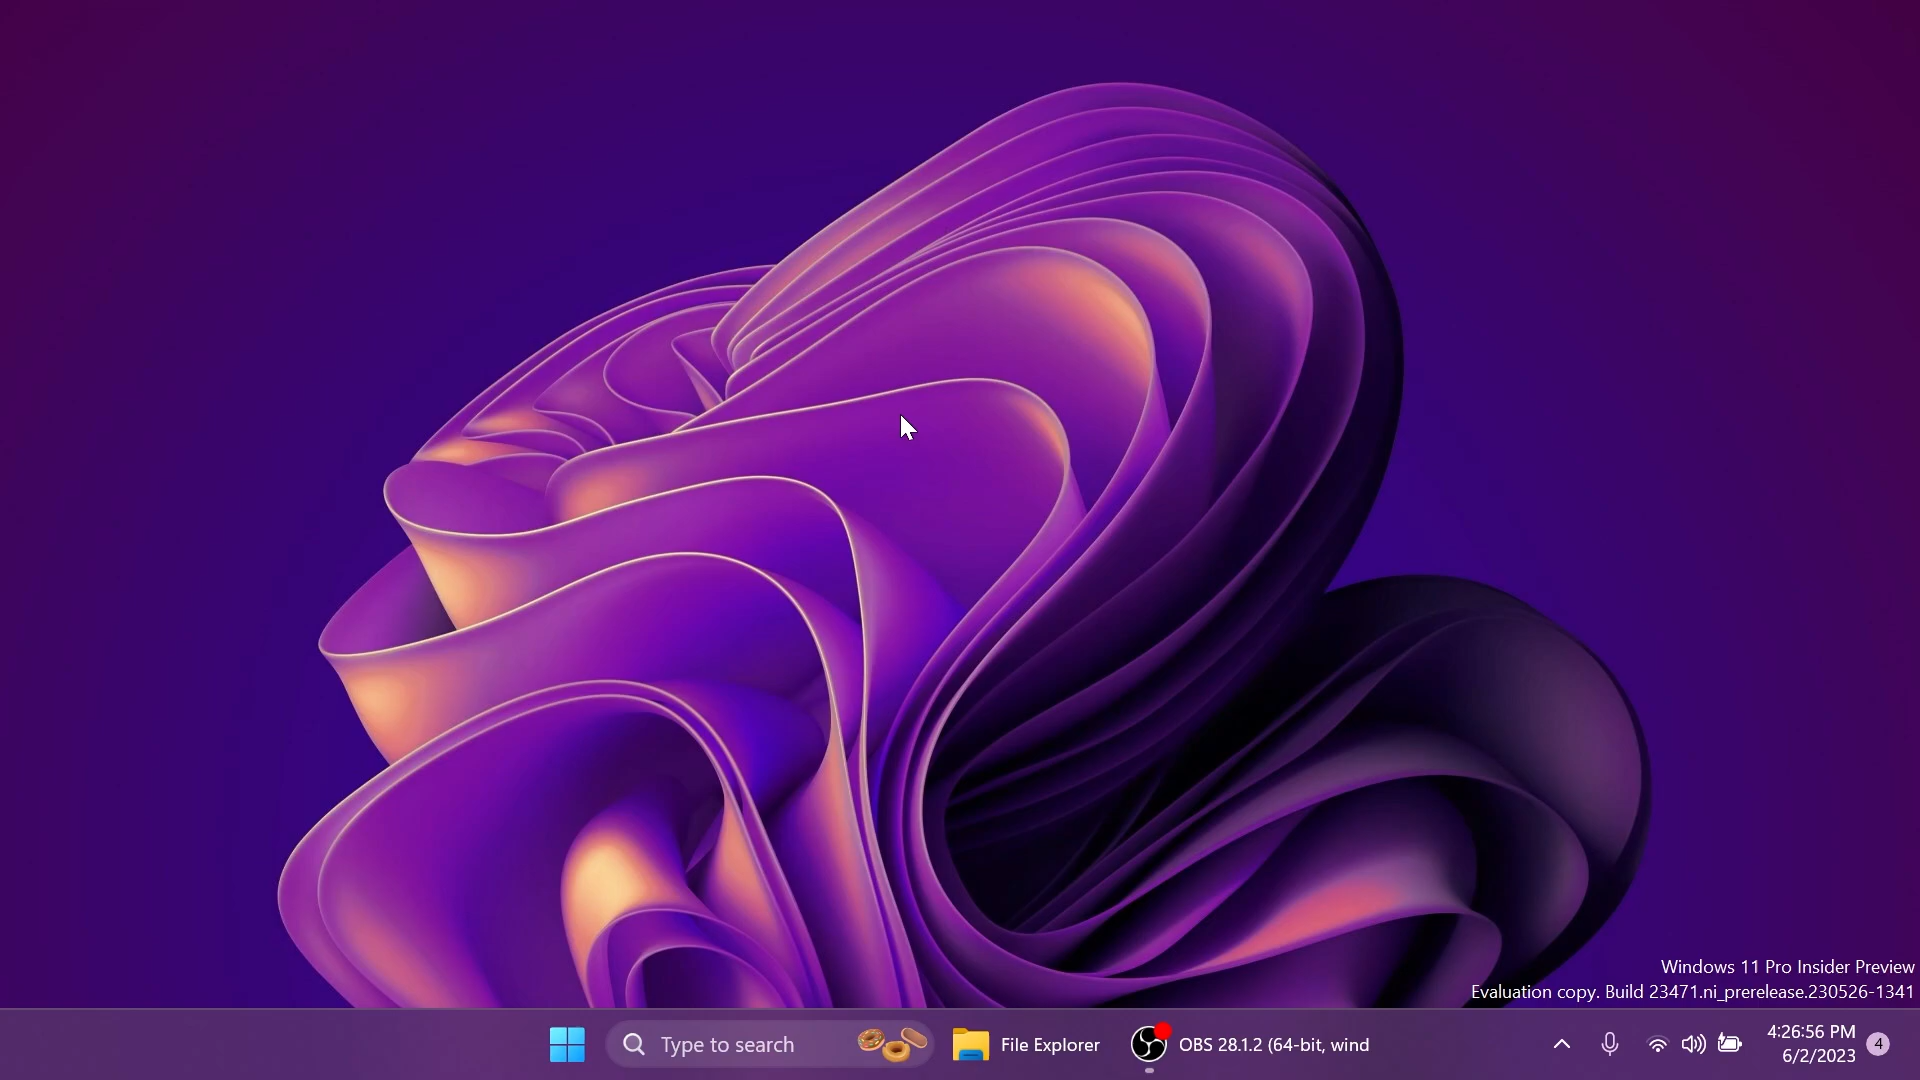 Windows 11 Pro Insider Preview
Evaluation copy. Build 23471.ni_prerelease.230526-1341
Type to search
File Explorer
OBS 28.1.2 (64-bit, wind
4:26:56 PM
6/2/2023
4